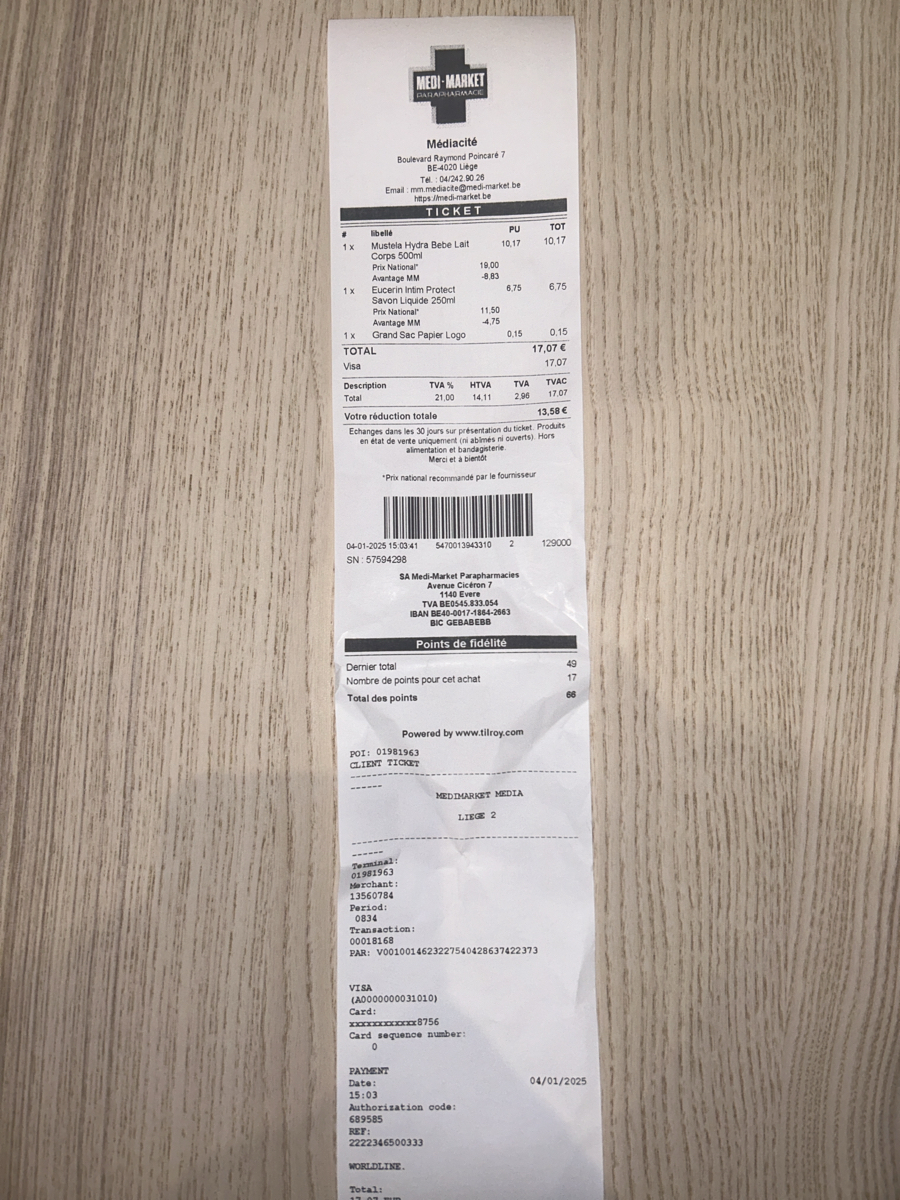 MEDI-MARKET
PARAPHARMACIE
Médiacité
Boulevard Raymond Poincaré 7
BE-4020 Liège
Tel. : 04/242.90.26
Email : mm.mediacite@medi-market.be
https://medi-market.be
TICKET
# libellé PU TOT
1 x Mustela Hydra Bebe Lait 10,17 10,17
Corps 500ml
Prix National* 19,00
Avantage MM -8,83
1 x Eucerin Intim Protect 6,75 6,75
Savon Liquide 250ml
Prix National* 11,50
Avantage MM -4,75
1 x Grand Sac Papier Logo 0,15 0,15
TOTAL 17,07 €
Visa 17,07
Description TVA % HTVA TVA TVAC
Total 21,00 14,11 2,96 17,07
Votre réduction totale 13,58 €
Echanges dans les 30 jours sur présentation du ticket. Produits
en état de vente uniquement (ni abîmés ni ouverts). Hors
alimentation et bandagisterie.
Merci et à bientôt
*Prix national recommandé par le fournisseur
04-01-2025 15:03:41 5470013943310 2 129000
SN : 57594298
SA Medi-Market Parapharmacies
Avenue Cicéron 7
1140 Evere
TVA BE0545.833.054
IBAN BE40-0017-1864-2663
BIC GEBABEBB
Points de fidélité
Dernier total 49
Nombre de points pour cet achat 17
Total des points 66
Powered by www.tilroy.com
POI: 01981963
CLIENT TICKET
------------------------------------
------
MEDIMARKET MEDIA
LIEGE 2
------------------------------------
------
Terminal:
01981963
Merchant:
13560784
Period:
0834
Transaction:
00018168
PAR: V0010014623227540428637422373
VISA
(A0000000031010)
Card:
xxxxxxxxxxxx8756
Card sequence number:
0
PAYMENT
Date: 04/01/2025
15:03
Authorization code:
689585
REF:
2222346500333
WORLDLINE.
Total:
17,07 EUR